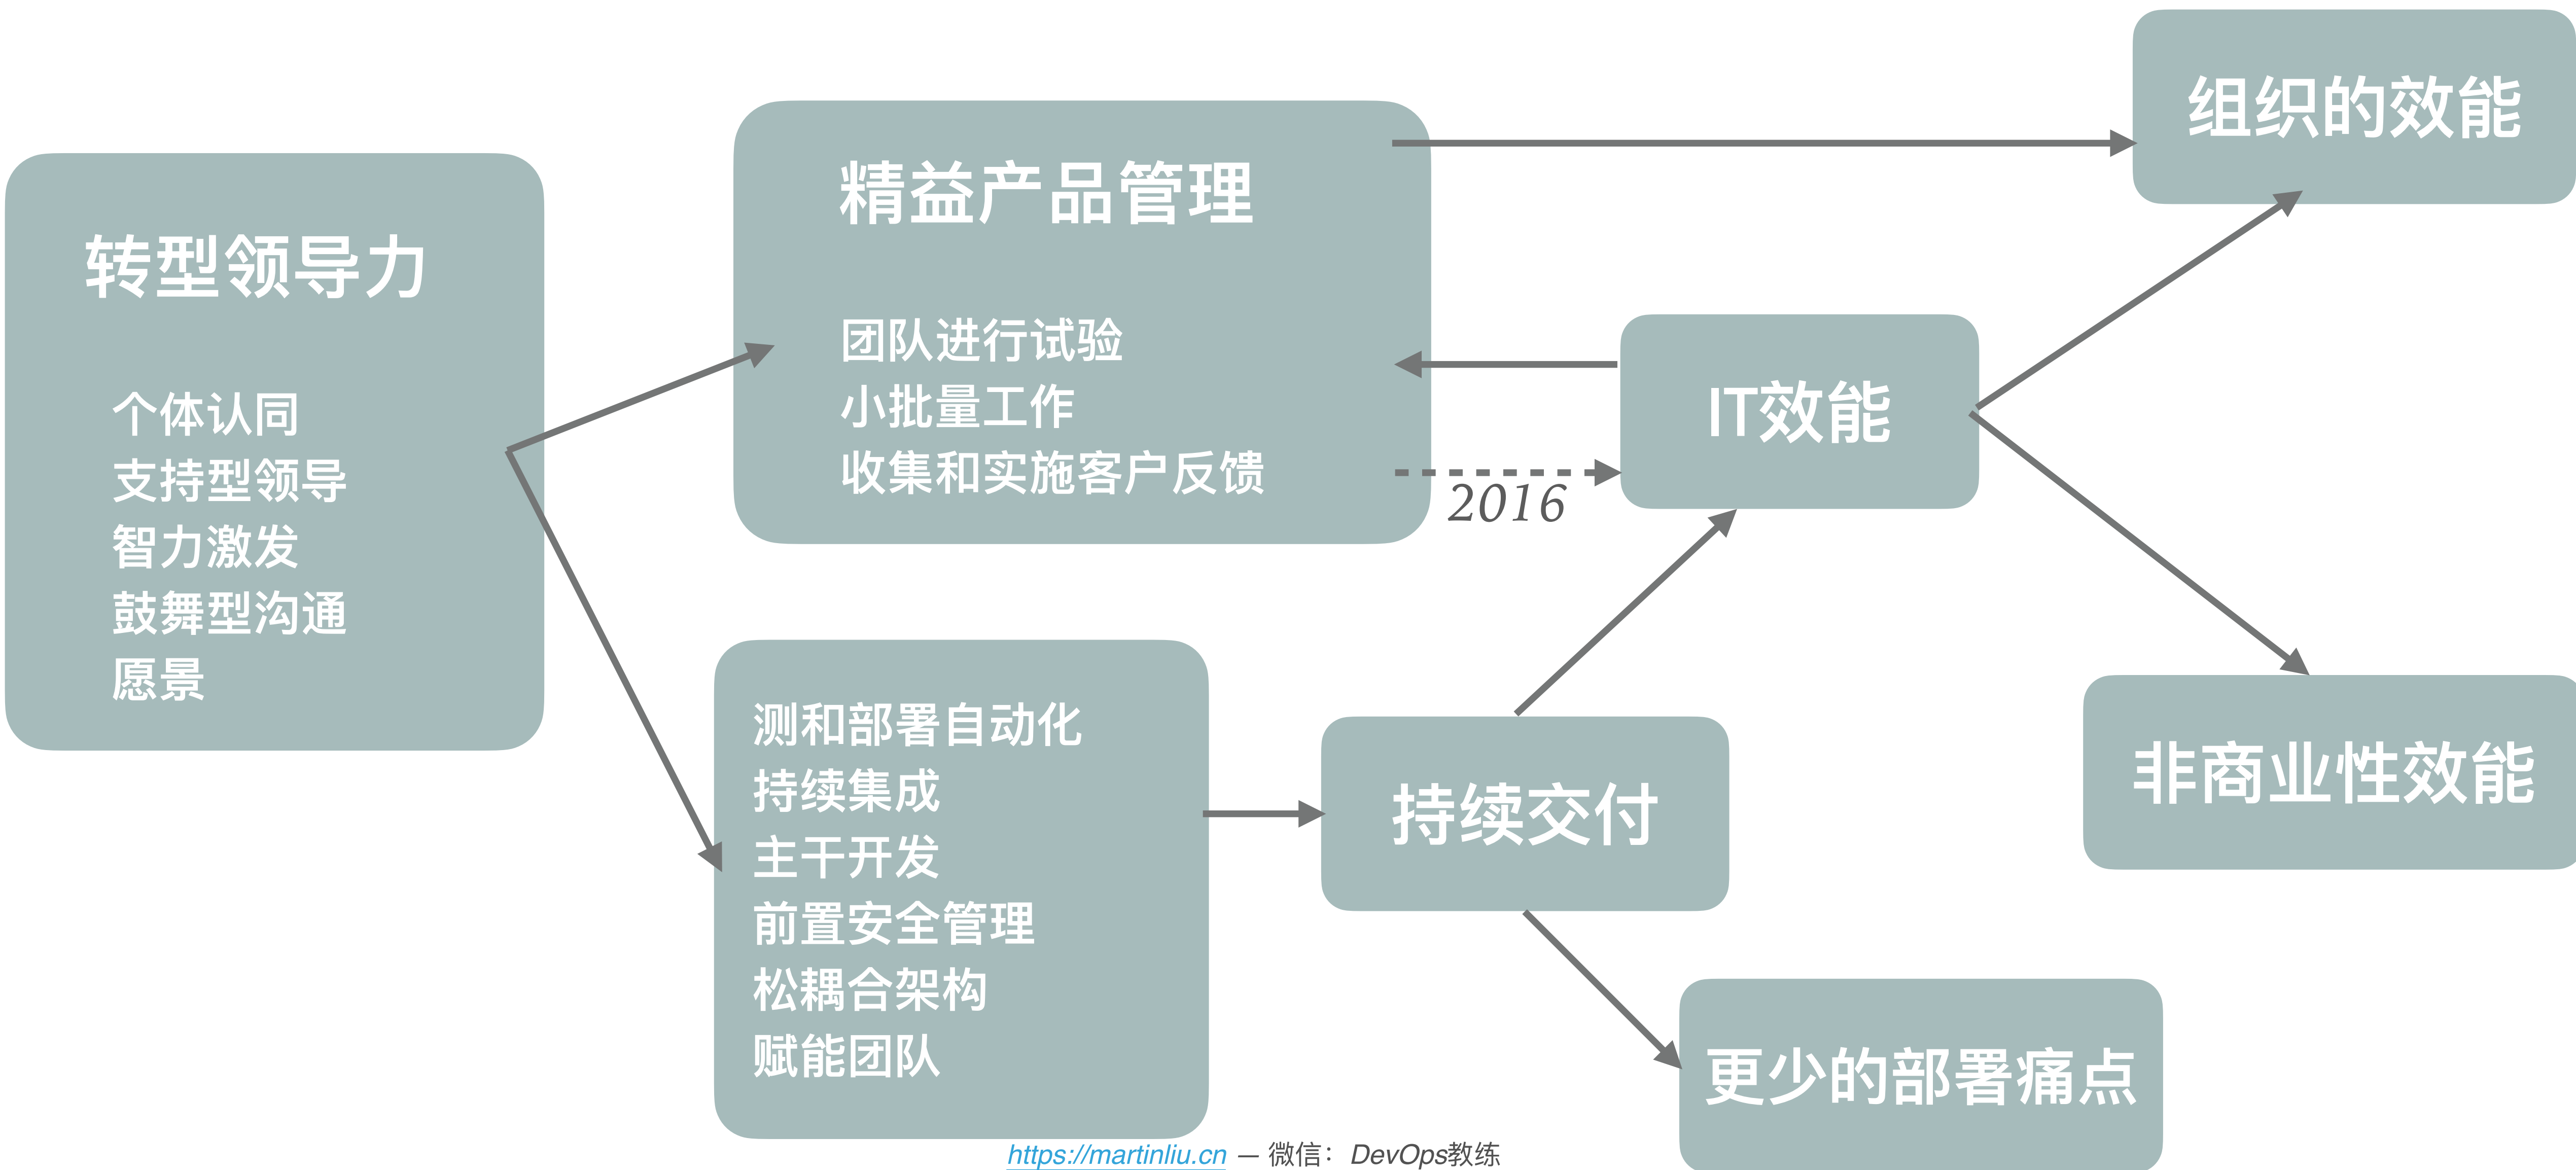 转型领导力
个体认同
支持型领导
智力激发
鼓舞型沟通
愿景
精益产品管理
团队进行试验
小批量工作
收集和实施客户反馈
测和部署自动化
持续集成
主干开发
前置安全管理
松耦合架构
赋能团队
2016
IT效能
持续交付
组织的效能
非商业性效能
更少的部署痛点
https://martinliu.cn — 微信：DevOps教练